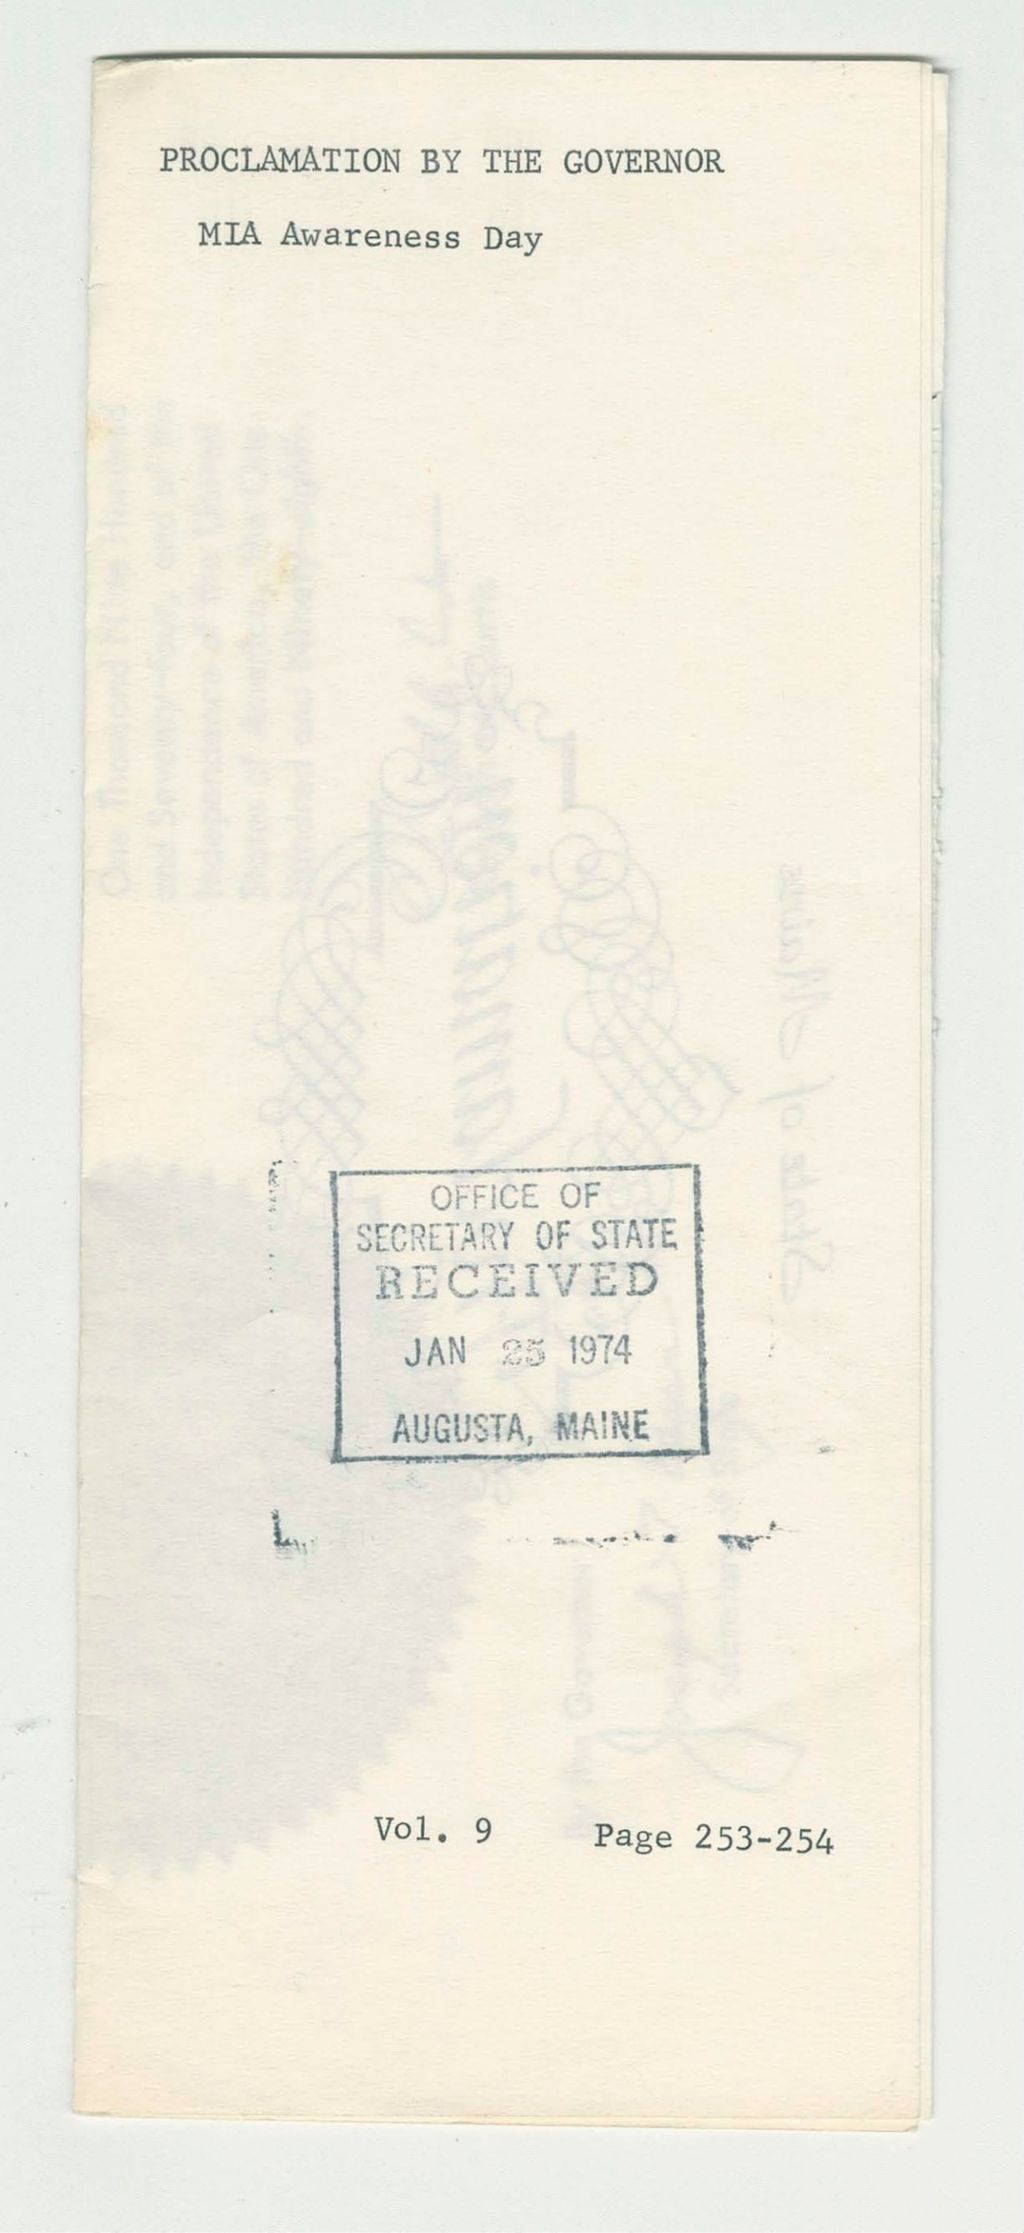 PROCLAMATION BY THE GOVERNOR
MIA Awareness Day
OFFICE OF
SECRETARY OF STATE
RECEIVED
JAN 25 1974
AUGUSTA, MAINE
Vol. 9 Page 253-254